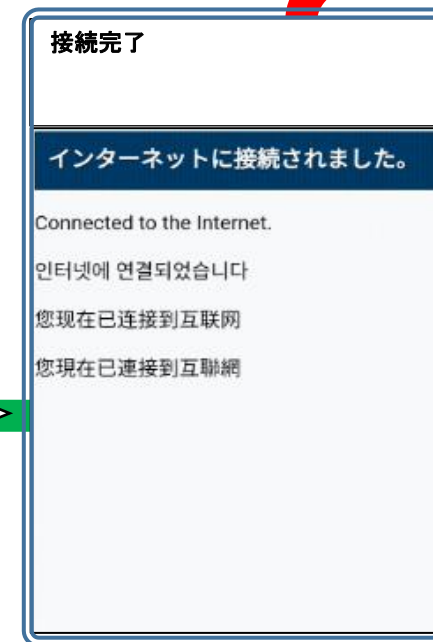 接続完了
インターネットに接続されました。
Connected to the Internet.
인터넷에 연결되었습니다
您现在已连接到互联网
您現在已連接到互聯網